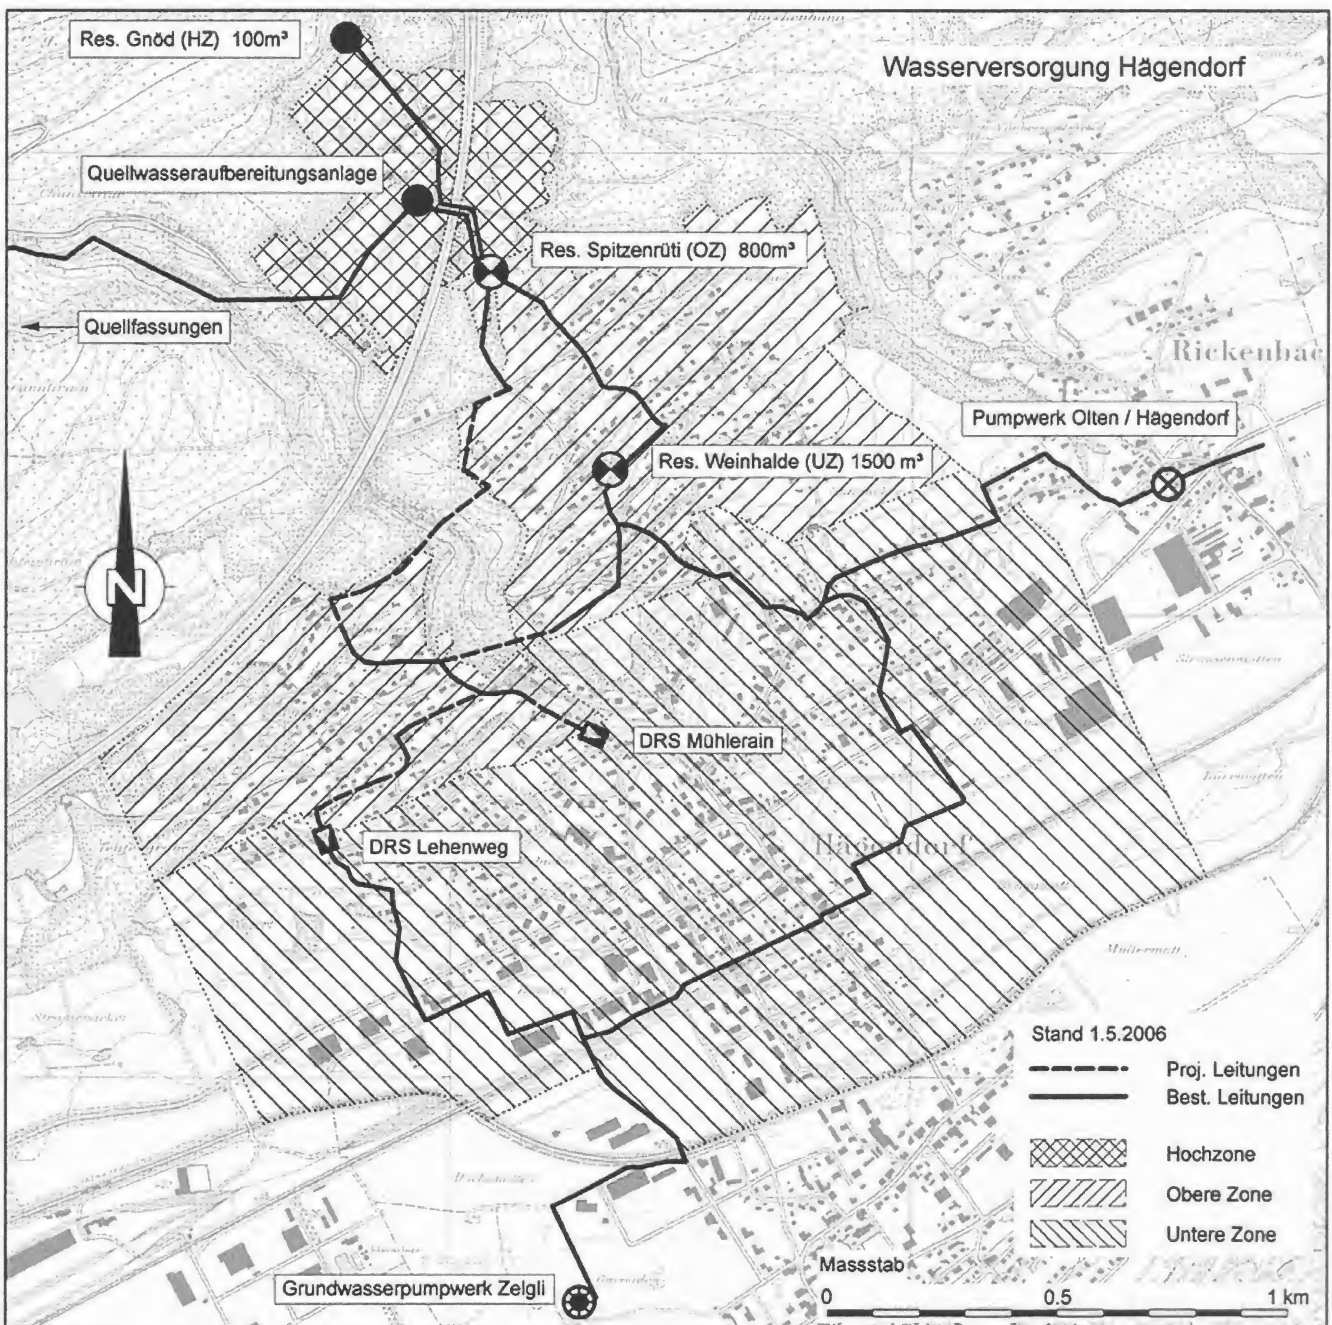 Res. Gnöd (HZ) 100m³
Wasserversorgung Hägendorf
Quellwasseraufbereitungsanlage
Res. Spitzenrüti (OZ) 800m³
Quellfassungen
Rickenbac
Pumpwerk Olten / Hägendorf
Res. Weinhalde (UZ) 1500 m³
N
DRS Mühlerain
DRS Lehenweg
Hägendorf
Stand 1.5.2006
Proj. Leitungen
Best. Leitungen
Hochzone
Obere Zone
Untere Zone
Massstab
0 0.5 1 km
Grundwasserpumpwerk Zelgli